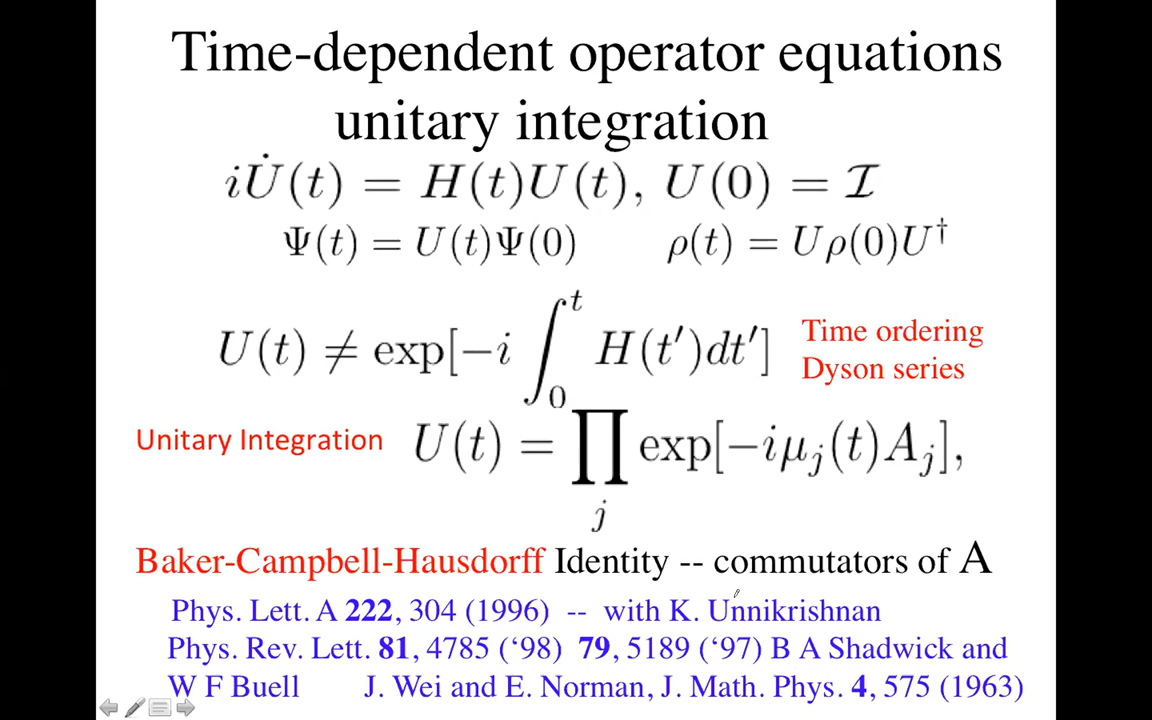 Time-dependent operator equations
unitary integration
iU̇(t) = H(t)U(t), U(0) = ℐ
Ψ(t) = U(t)Ψ(0) ρ(t) = Uρ(0)U†
U(t) ≠ exp[−i ∫₀ᵗ H(t′)dt′] Time ordering
Dyson series
Unitary Integration U(t) = ∏ⱼ exp[−iμⱼ(t)Aⱼ],
Baker-Campbell-Hausdorff Identity -- commutators of A
Phys. Lett. A 222, 304 (1996) -- with K. Unnikrishnan
Phys. Rev. Lett. 81, 4785 (‘98) 79, 5189 (‘97) B A Shadwick and
W F Buell J. Wei and E. Norman, J. Math. Phys. 4, 575 (1963)